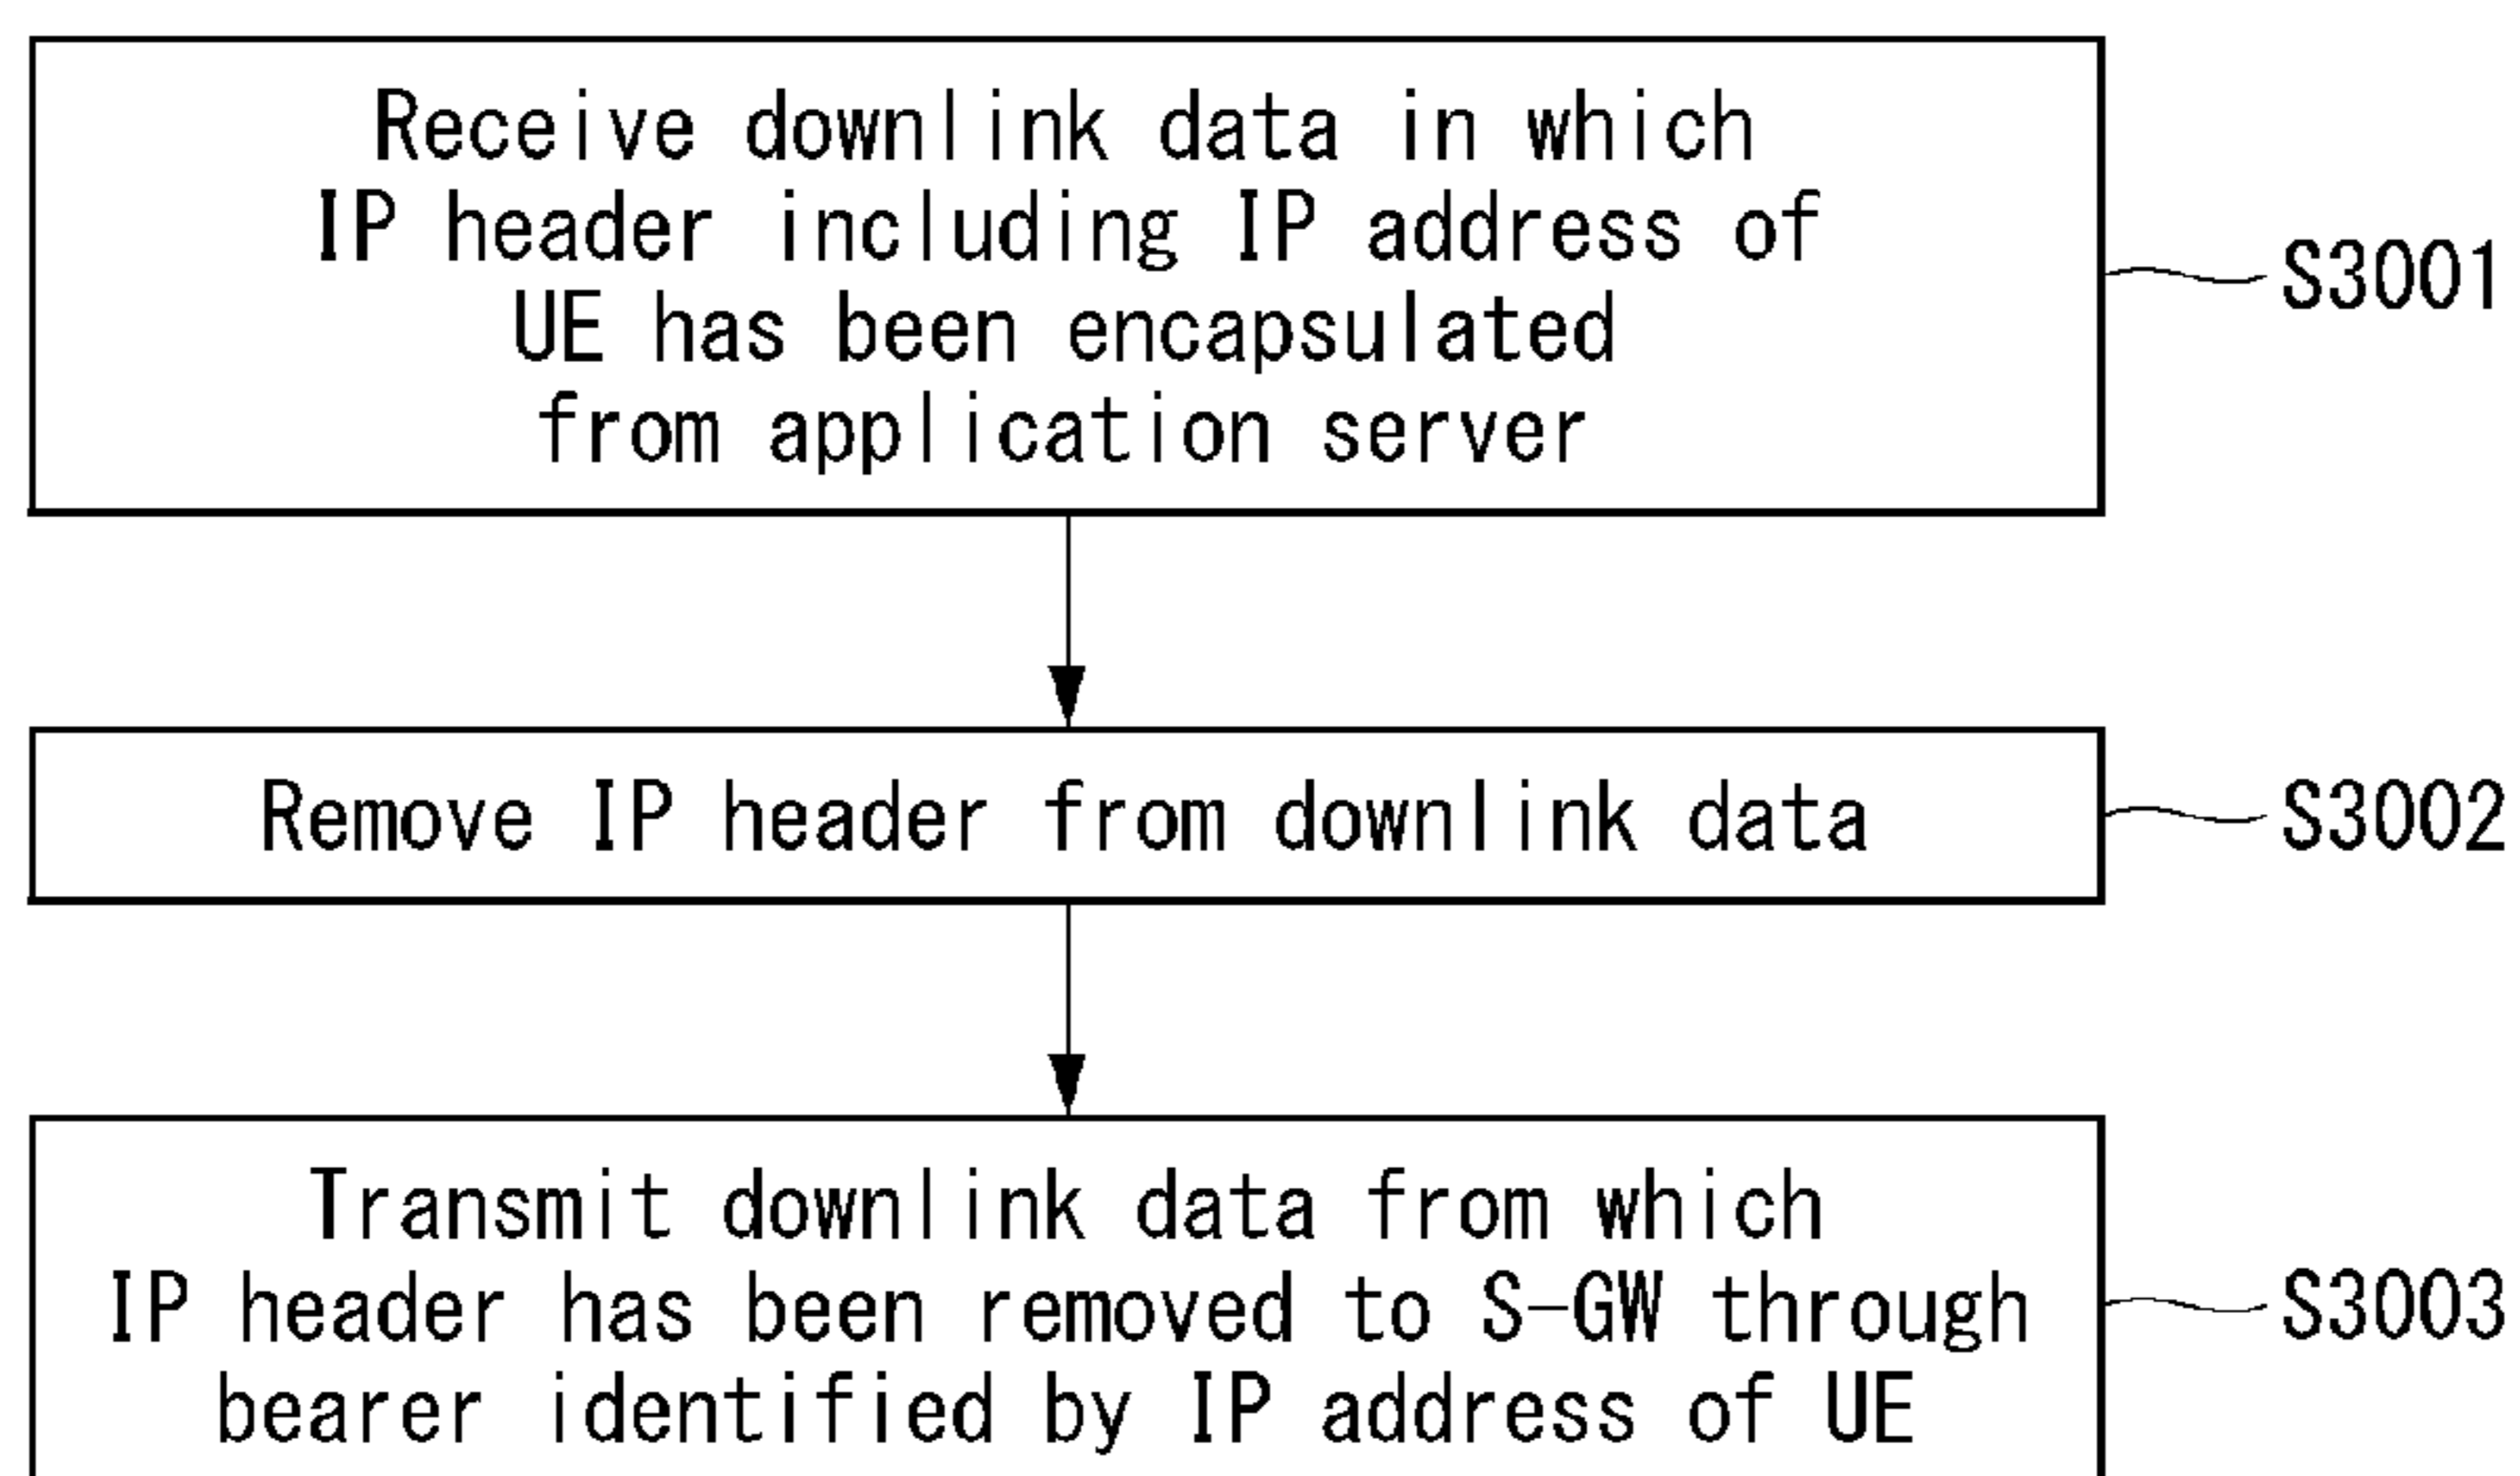 Receive downlink data in which
IP header including IP address of
UE has been encapsulated
from application server
S3001
Remove IP header from downlink data
S3002
Transmit downlink data from which
IP header has been removed to S-GW through
bearer identified by IP address of UE
S3003